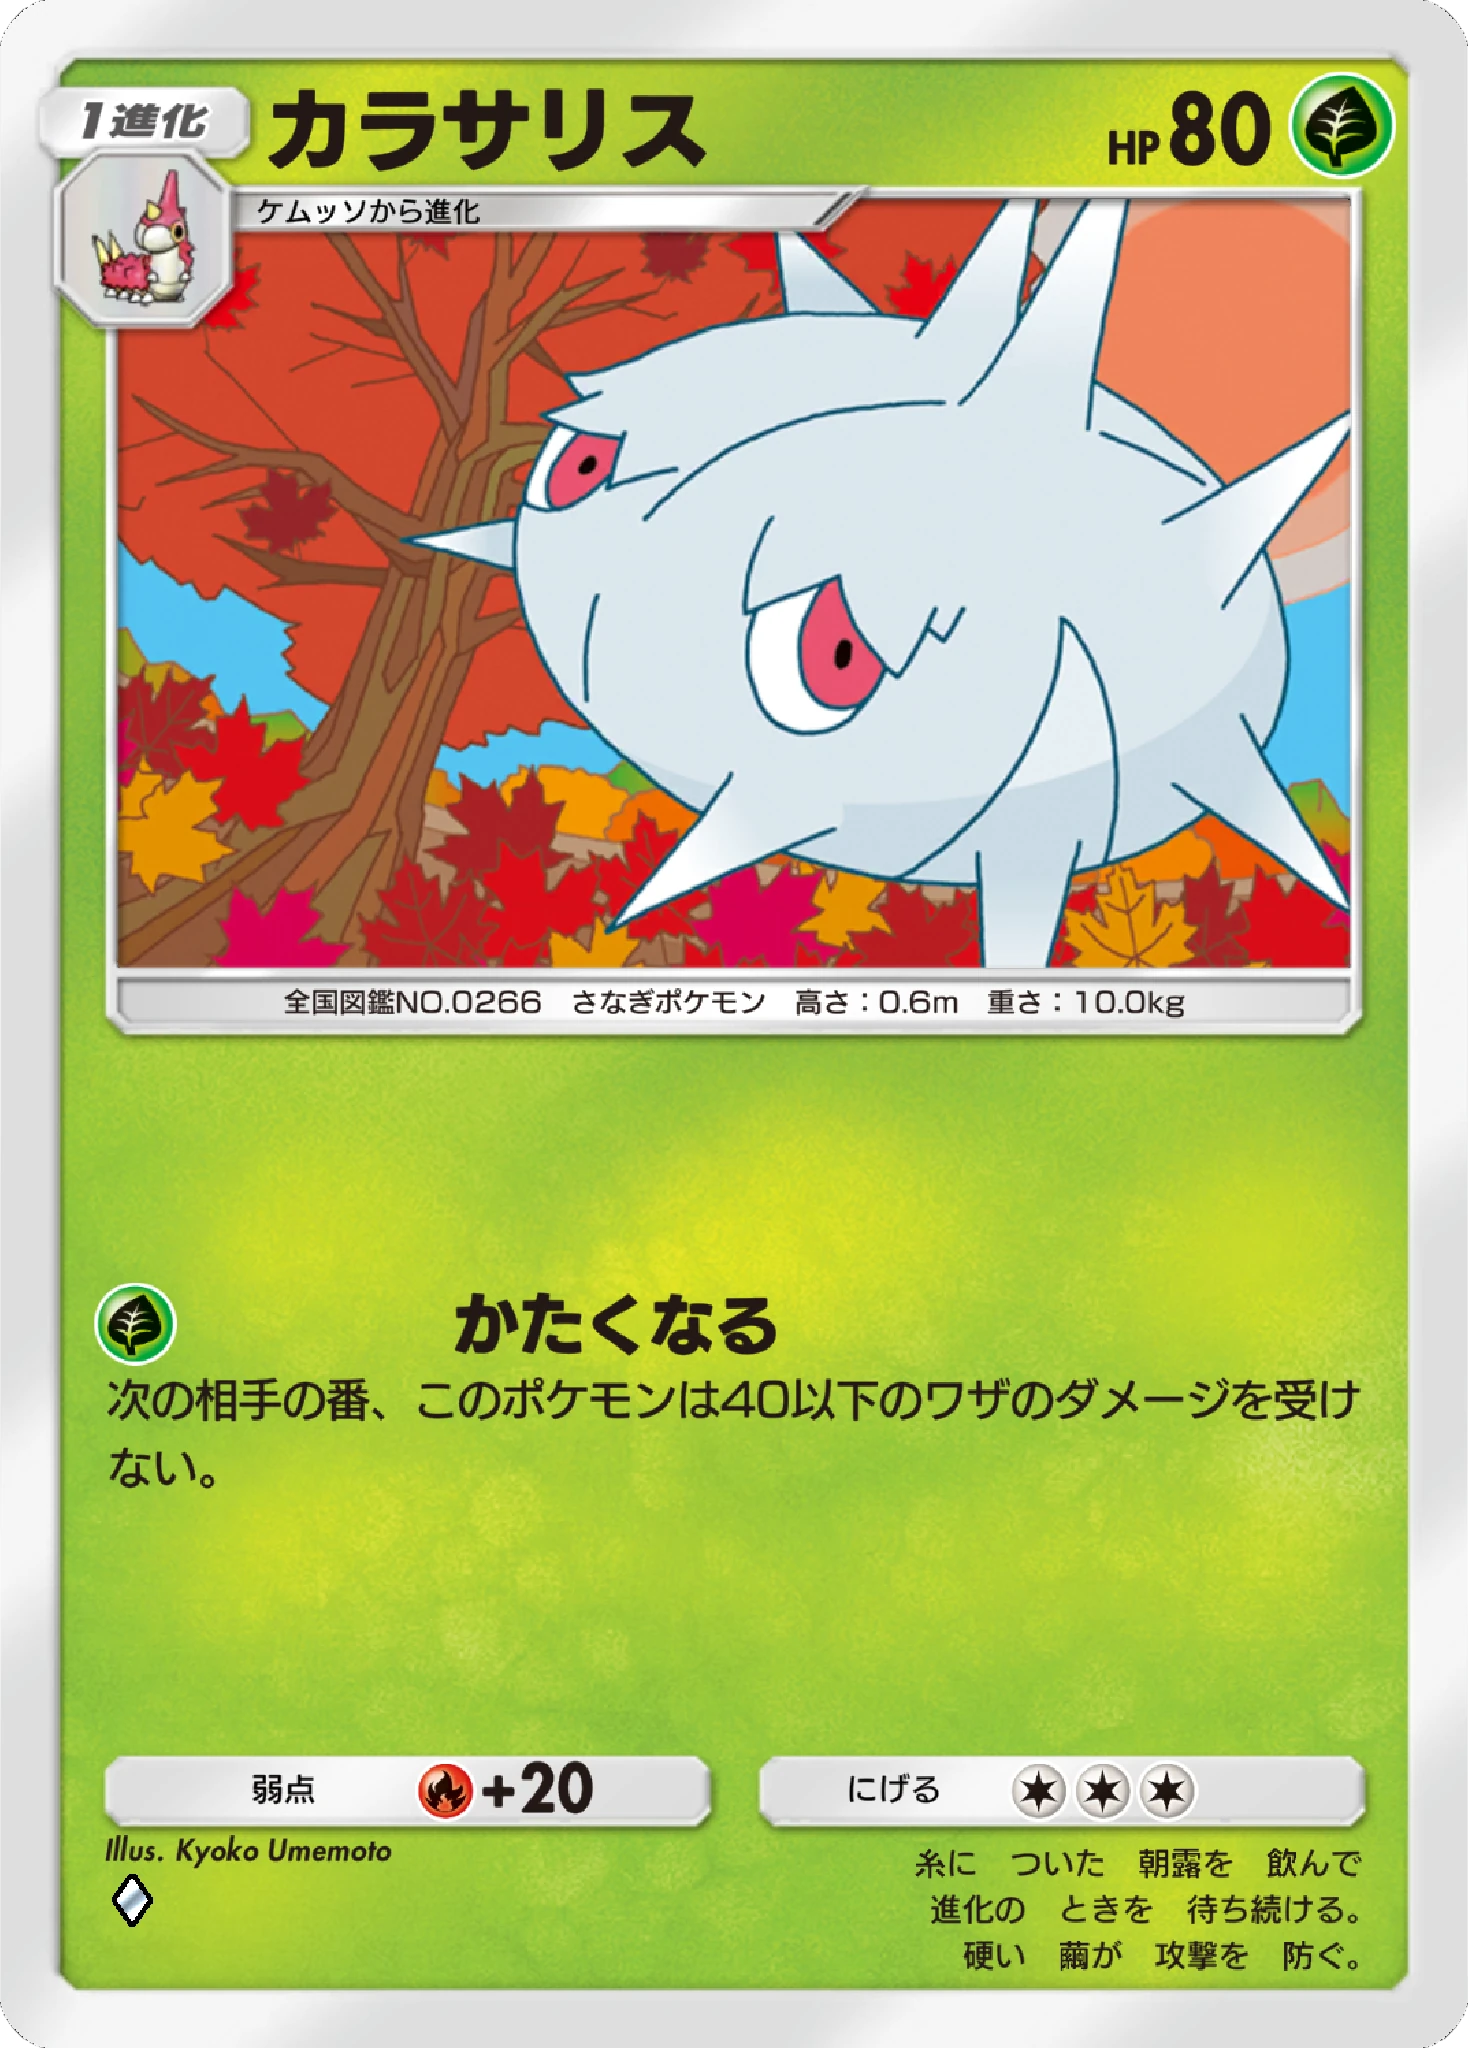 1進化
カラサリス
HP80
ケムッソから進化
全国図鑑NO.0266 さなぎポケモン 高さ：0.6m 重さ：10.0kg
かたくなる
次の相手の番、このポケモンは40以下のワザのダメージを受け
ない。
弱点 +20
にげる
Illus. Kyoko Umemoto
糸に ついた 朝露を 飲んで
進化の ときを 待ち続ける。
硬い 繭が 攻撃を 防ぐ。